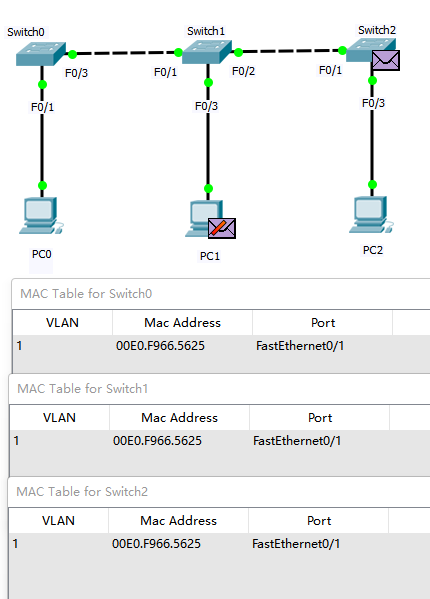 Switch0 Switch1 Switch2
F0/3 F0/1 F0/2 F0/1
F0/1 F0/3 F0/3
PC0 PC1 PC2
MAC Table for Switch0
VLAN Mac Address Port
1 00E0.F966.5625 FastEthernet0/1
MAC Table for Switch1
VLAN Mac Address Port
1 00E0.F966.5625 FastEthernet0/1
MAC Table for Switch2
VLAN Mac Address Port
1 00E0.F966.5625 FastEthernet0/1